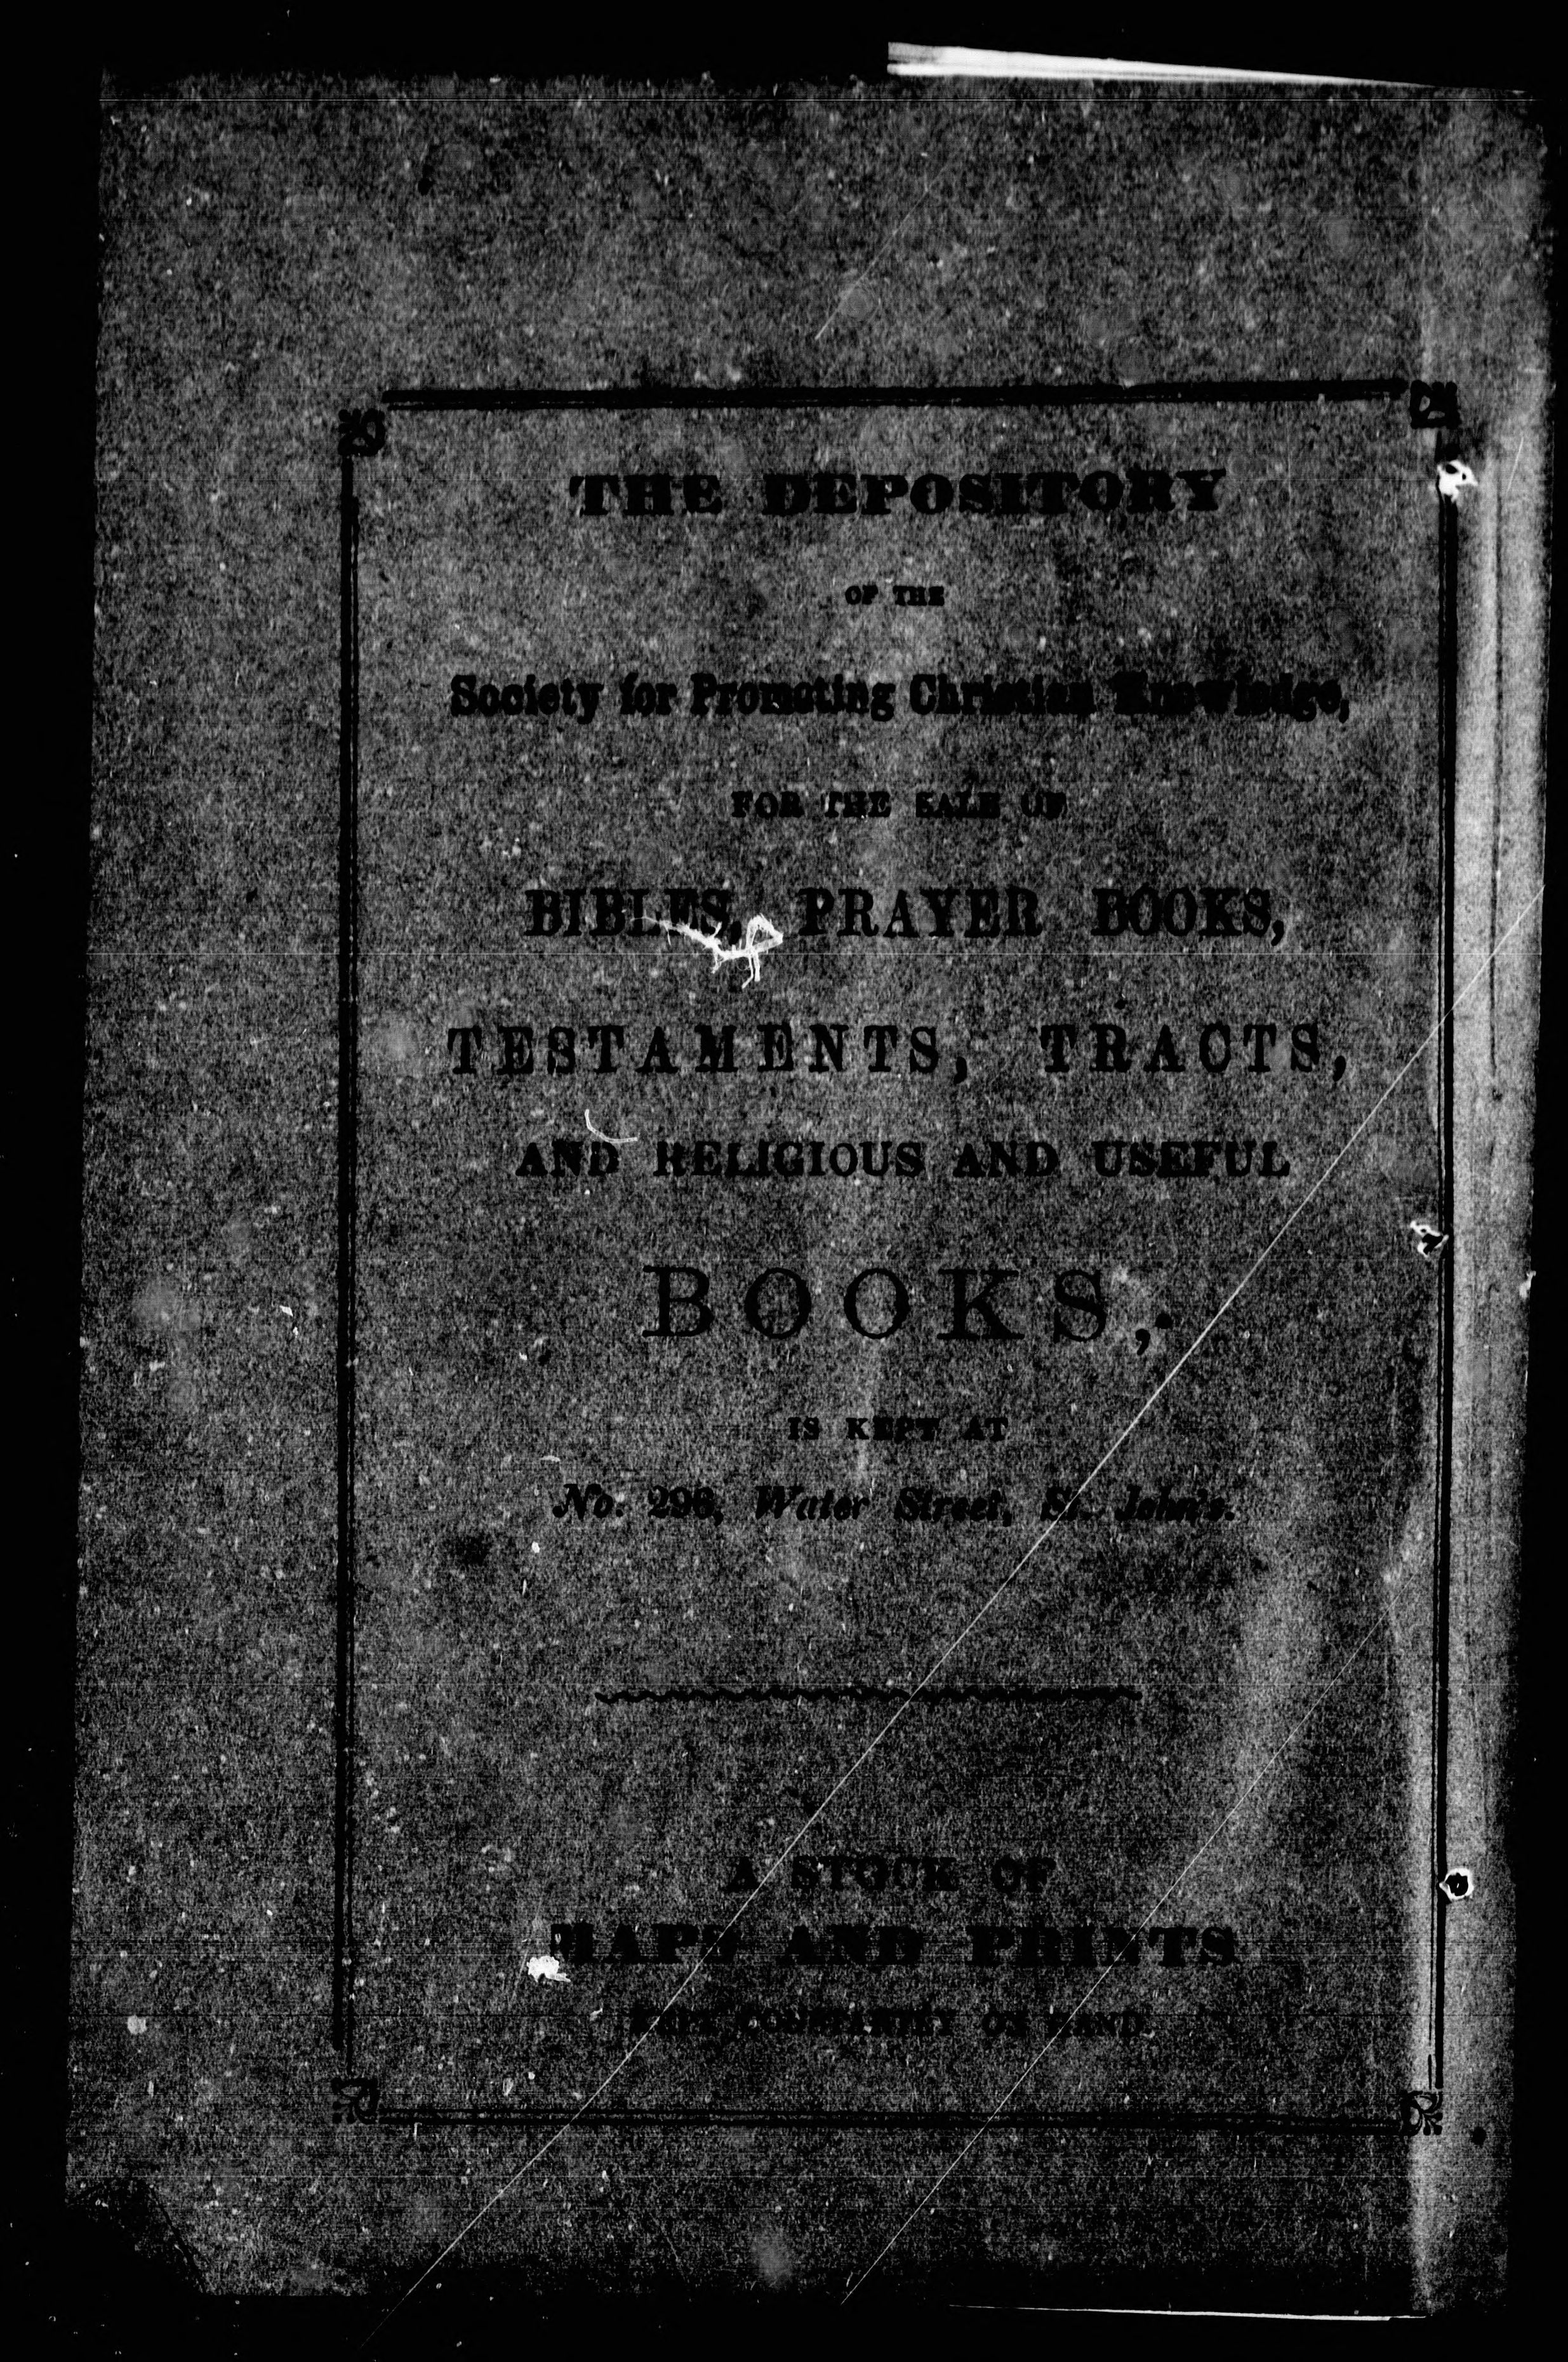 THE DEPOSITORY
OF THE
Society for Promoting Christian Knowledge,
FOR THE SALE OF
BIBLES, PRAYER BOOKS,
TESTAMENTS, TRACTS,
AND RELIGIOUS AND USEFUL
BOOKS,
IS KEPT AT
No. 296, Water Street, St. John's.
A STOCK OF
MAPS AND PRINTS
KEPT CONSTANTLY ON HAND.